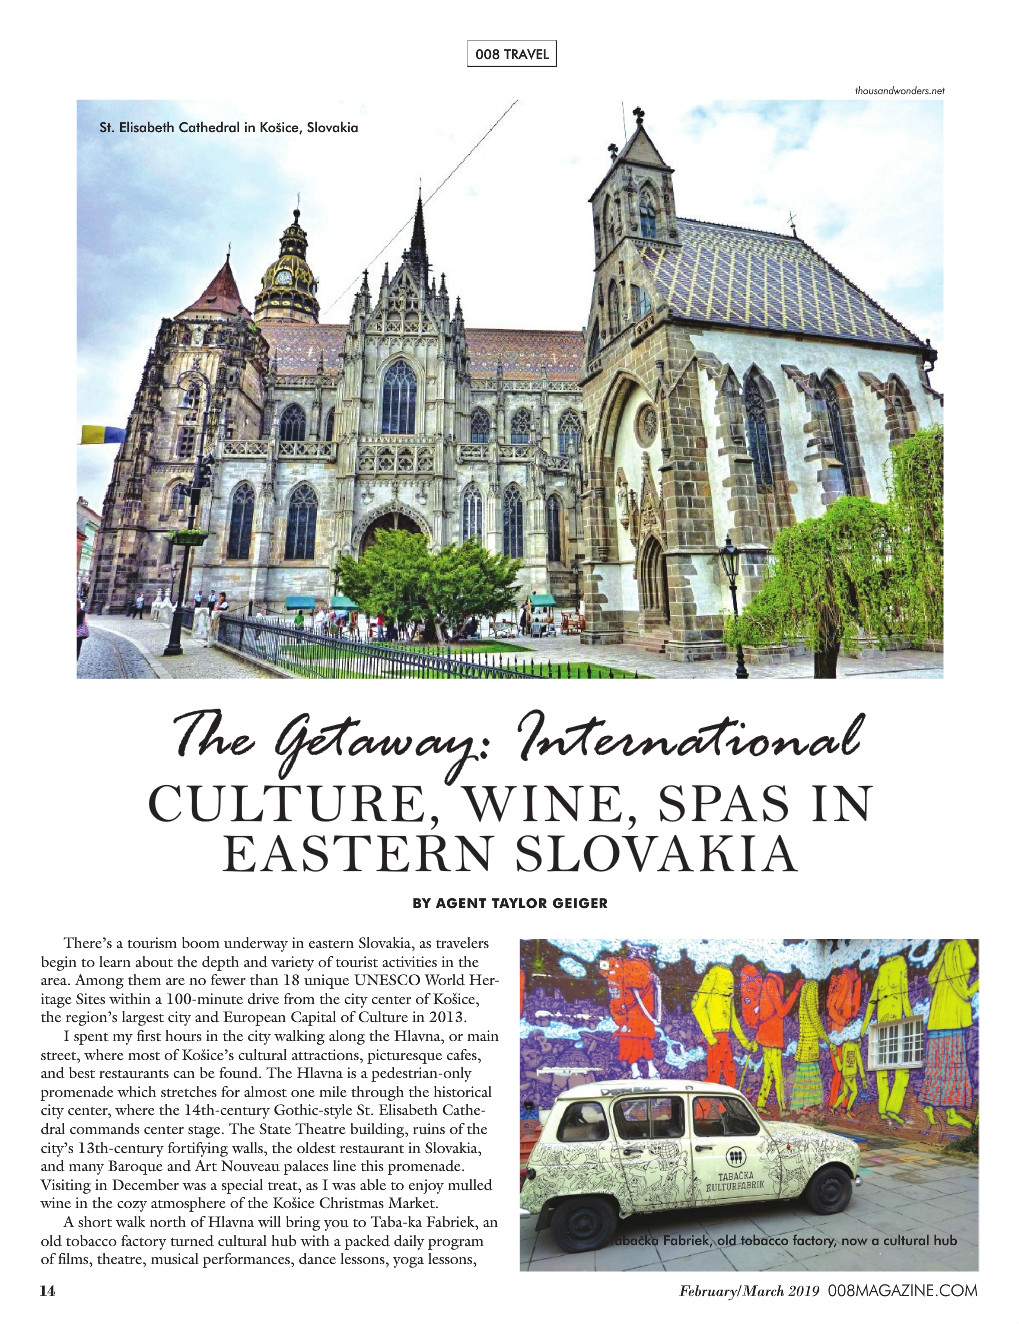 008 TRAVEL
thousandwonders.net
St. Elisabeth Cathedral in Košice, Slovakia
The Getaway: International
CULTURE, WINE, SPAS IN
EASTERN SLOVAKIA
BY AGENT TAYLOR GEIGER
There's a tourism boom underway in eastern Slovakia, as travelers
begin to learn about the depth and variety of tourist activities in the
area. Among them are no fewer than 18 unique UNESCO World Her-
itage Sites within a 100-minute drive from the city center of Košice,
the region's largest city and European Capital of Culture in 2013.
I spent my first hours in the city walking along the Hlavna, or main
street, where most of Košice's cultural attractions, picturesque cafes,
and best restaurants can be found. The Hlavna is a pedestrian-only
promenade which stretches for almost one mile through the historical
city center, where the 14th-century Gothic-style St. Elisabeth Cathe-
dral commands center stage. The State Theatre building, ruins of the
city's 13th-century fortifying walls, the oldest restaurant in Slovakia,
and many Baroque and Art Nouveau palaces line this promenade.
Visiting in December was a special treat, as I was able to enjoy mulled
wine in the cozy atmosphere of the Košice Christmas Market.
A short walk north of Hlavna will bring you to Taba-ka Fabriek, an
old tobacco factory turned cultural hub with a packed daily program
of films, theatre, musical performances, dance lessons, yoga lessons,
TABAČKA
KULTURFABRIK
Tabačka Fabriek, old tobacco factory, now a cultural hub
14
February/March 2019 008MAGAZINE.COM